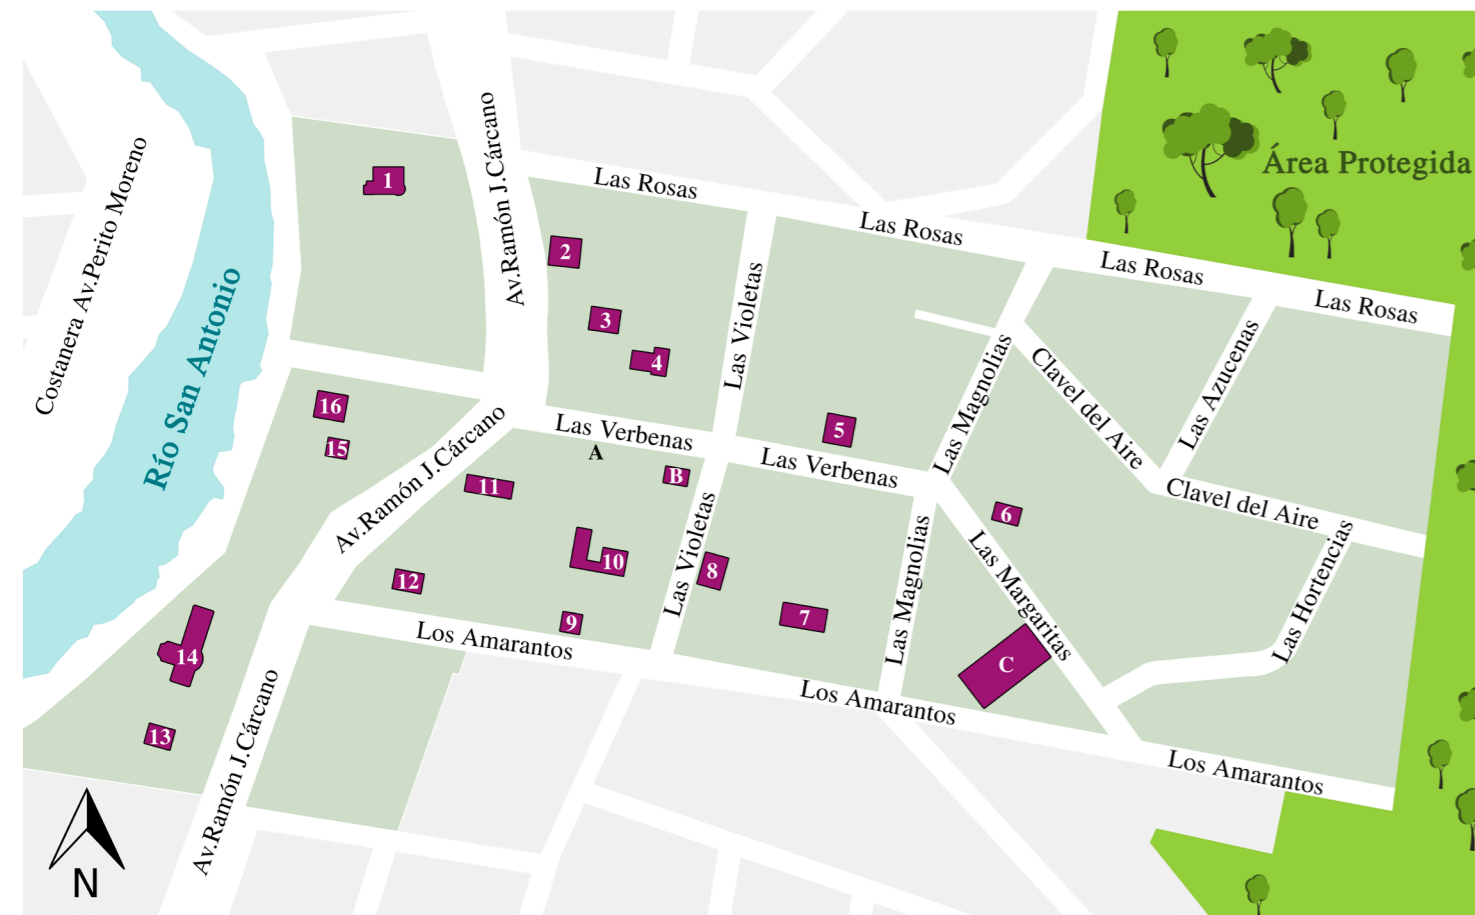 Área Protegida
Costanera Av.Perito Moreno
Río San Antonio
Av.Ramón J.Cárcano
Las Rosas
Las Rosas
Las Rosas
Las Rosas
1
2
3
4
Las Violetas
Las Magnolias
Clavel del Aire
Las Azucenas
16
15
Av.Ramón J.Cárcano
Las Verbenas
A
B
5
Las Verbenas
Clavel del Aire
6
11
10
12
9
Las Violetas
8
7
Las Magnolias
Las Margaritas
Las Hortencias
C
14
13
Av.Ramón J.Cárcano
Los Amarantos
Los Amarantos
Los Amarantos
N